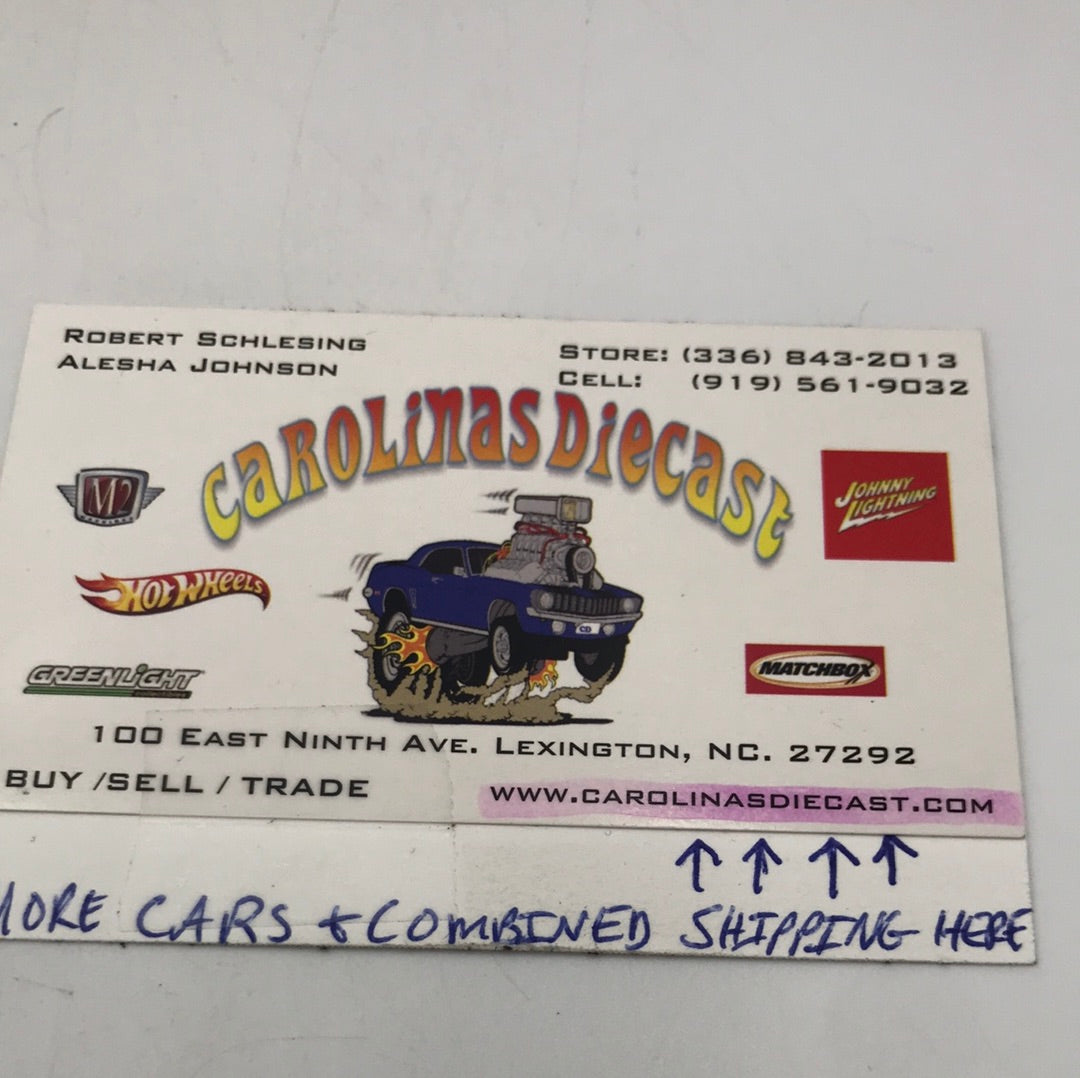 ROBERT SCHLESING
ALESHA JOHNSON
STORE: (336) 843-2013
CELL: (919) 561-9032
CAROLINAS DIECAST
M2
JOHNNY
LIGHTNING
HOT WHEELS
GREENLIGHT
MATCHBOX
CD
100 EAST NINTH AVE. LEXINGTON, NC. 27292
BUY /SELL / TRADE
WWW.CAROLINASDIECAST.COM
MORE CARS & COMBINED SHIPPING HERE